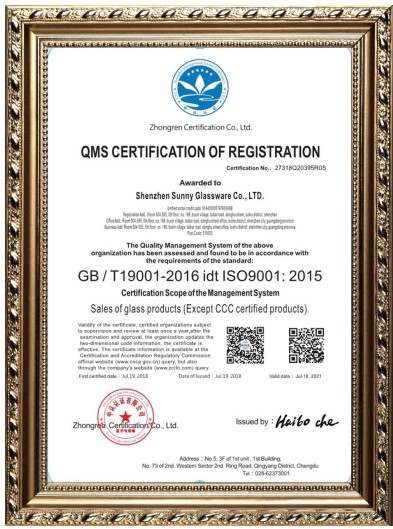 Zhongren Certification Co., Ltd.
QMS CERTIFICATION OF REGISTRATION
Certification No.: 27318Q20395R0S
Awarded to
Shenzhen Sunny Glassware Co., LTD.
The Quality Management System of the above
organization has been assessed and found to be in accordance with
the requirements of the standard:
GB / T19001-2016 idt ISO9001: 2015
Certification Scope of the Management System
Sales of glass products (Except CCC certified products).
Validity of the certificate, certified organizations subject
to supervision and review at least once a year,after the
examination and approval, the organization updates the
two-dimensional code information, the certificate is
effective. The certificate information is available at the
Certification and Accreditation Regulatory Commission
official website (www.cnca.gov.cn) query, but also
through the company's website (www.zrcln.com) query.
First certified date : Jul.19, 2018 Date of Issued : Jul.19, 2018 Valid date : Jul.18, 2021
Zhongren Certification Co., Ltd.
Issued by : Haibo che
Address : No.5, 3F of 1st unit , 1st Building,
No. 73 of 2nd Western Sector 2nd Ring Road, Qingyang District, Chengdu
Tel : 028-62373001